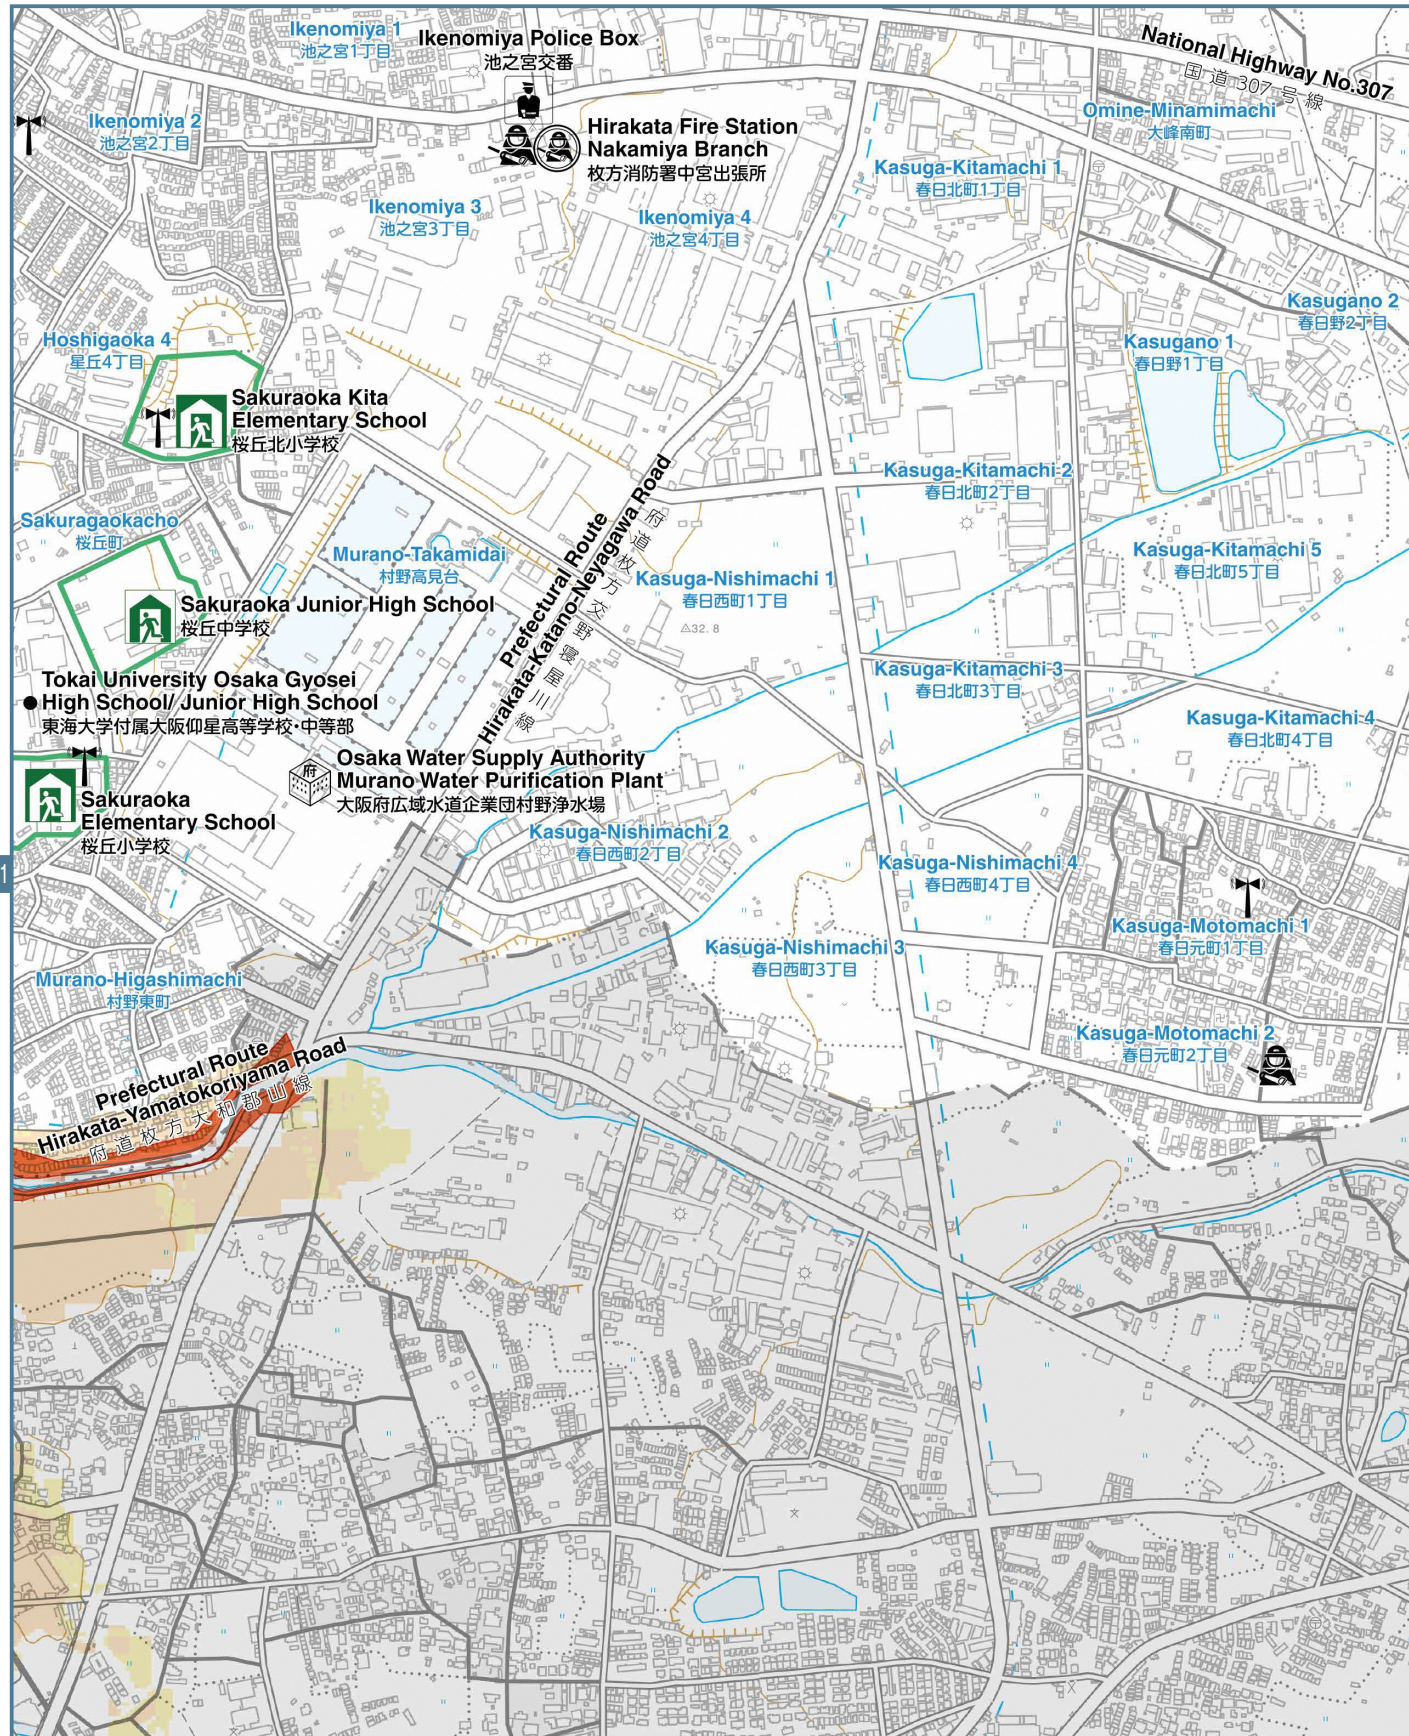 Ikenomiya 1
池之宮1丁目
Ikenomiya Police Box
池之宮交番
National Highway No.307
国道307号線
Omine-Minamimachi
大峰南町
Ikenomiya 2
池之宮2丁目
Hirakata Fire Station
Nakamiya Branch
枚方消防署中宮出張所
Kasuga-Kitamachi 1
春日北町1丁目
Ikenomiya 3
池之宮3丁目
Ikenomiya 4
池之宮4丁目
Kasugano 2
春日野2丁目
Hoshigaoka 4
星丘4丁目
Kasugano 1
春日野1丁目
Sakuraoka Kita
Elementary School
桜丘北小学校
Kasuga-Kitamachi 2
春日北町2丁目
Sakuragaokacho
桜丘町
Murano-Takamidai
村野高見台
Prefectural Route
Hirakata-Katano-Neyagawa Road
府道枚方交野寝屋川線
Kasuga-Nishimachi 1
春日西町1丁目
32.8
Kasuga-Kitamachi 5
春日北町5丁目
Sakuraoka Junior High School
桜丘中学校
Kasuga-Kitamachi 3
春日北町3丁目
Tokai University Osaka Gyosei
High School/ Junior High School
東海大学付属大阪仰星高等学校・中等部
Kasuga-Kitamachi 4
春日北町4丁目
府
Osaka Water Supply Authority
Murano Water Purification Plant
大阪府広域水道企業団村野浄水場
Sakuraoka
Elementary School
桜丘小学校
Kasuga-Nishimachi 2
春日西町2丁目
Kasuga-Nishimachi 4
春日西町4丁目
1
Kasuga-Motomachi 1
春日元町1丁目
Kasuga-Nishimachi 3
春日西町3丁目
Murano-Higashimachi
村野東町
Kasuga-Motomachi 2
春日元町2丁目
Prefectural Route
Hirakata-Yamatokoriyama Road
府道枚方大和郡山線